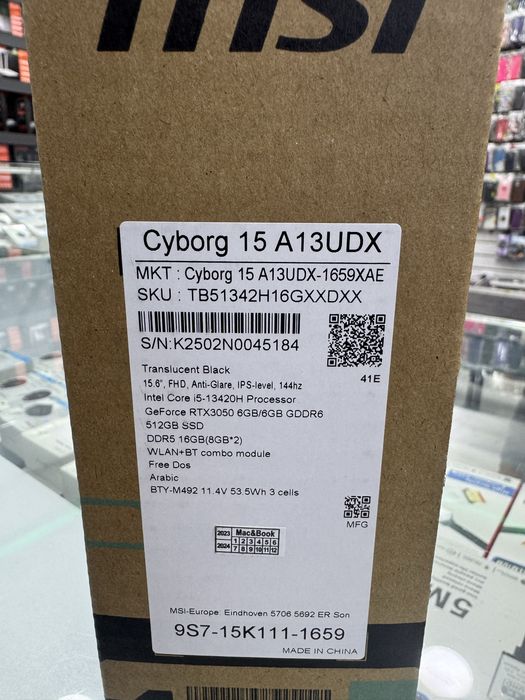 msi
Cyborg 15 A13UDX
MKT : Cyborg 15 A13UDX-1659XAE
SKU : TB51342H16GXXDXX
S/N:K2502N0045184
41E
Translucent Black
15.6", FHD, Anti-Glare, IPS-level, 144hz
Intel Core i5-13420H Processor
GeForce RTX3050 6GB/6GB GDDR6
512GB SSD
DDR5 16GB(8GB*2)
WLAN+BT combo module
Free Dos
Arabic
BTY-M492 11.4V 53.5Wh 3 cells
MFG
2023 Mac&Book
1 2 3 4 5 6
2024 7 8 9 10 11 12
MSI-Europe: Eindhoven 5706 5692 ER Son
9S7-15K111-1659
MADE IN CHINA
5M